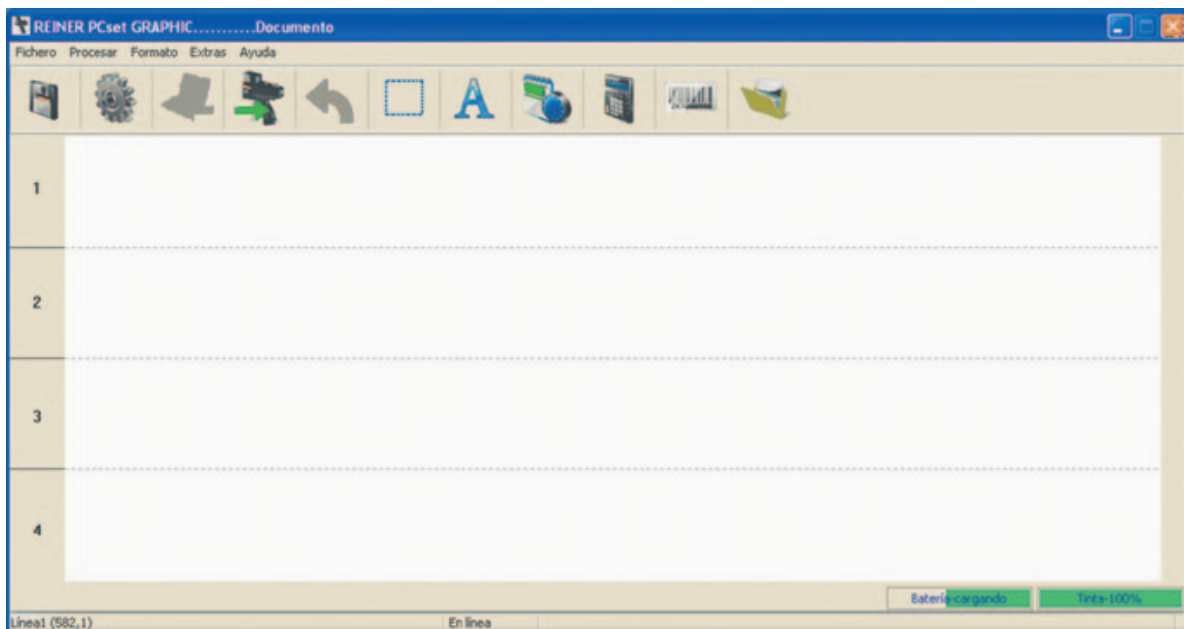 REINER PCset GRAPHIC...........Documento
Fichero Procesar Formato Extras Ayuda
A
1
2
3
4
Batería-cargando Tinta-100%
Línea1 (582,1) En línea